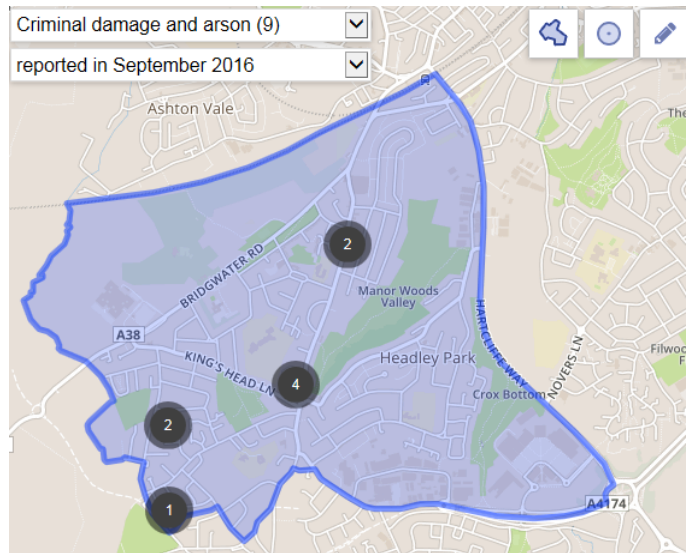 Criminal damage and arson (9)
reported in September 2016
Ashton Vale
The
2
BRIDGWATER RD
Manor Woods
Valley
A38
KING'S HEAD LN
HARTCLIFFE WAY
Headley Park
NOVERS LN
Filwoo
F
4
Crox Bottom
2
A4174
1